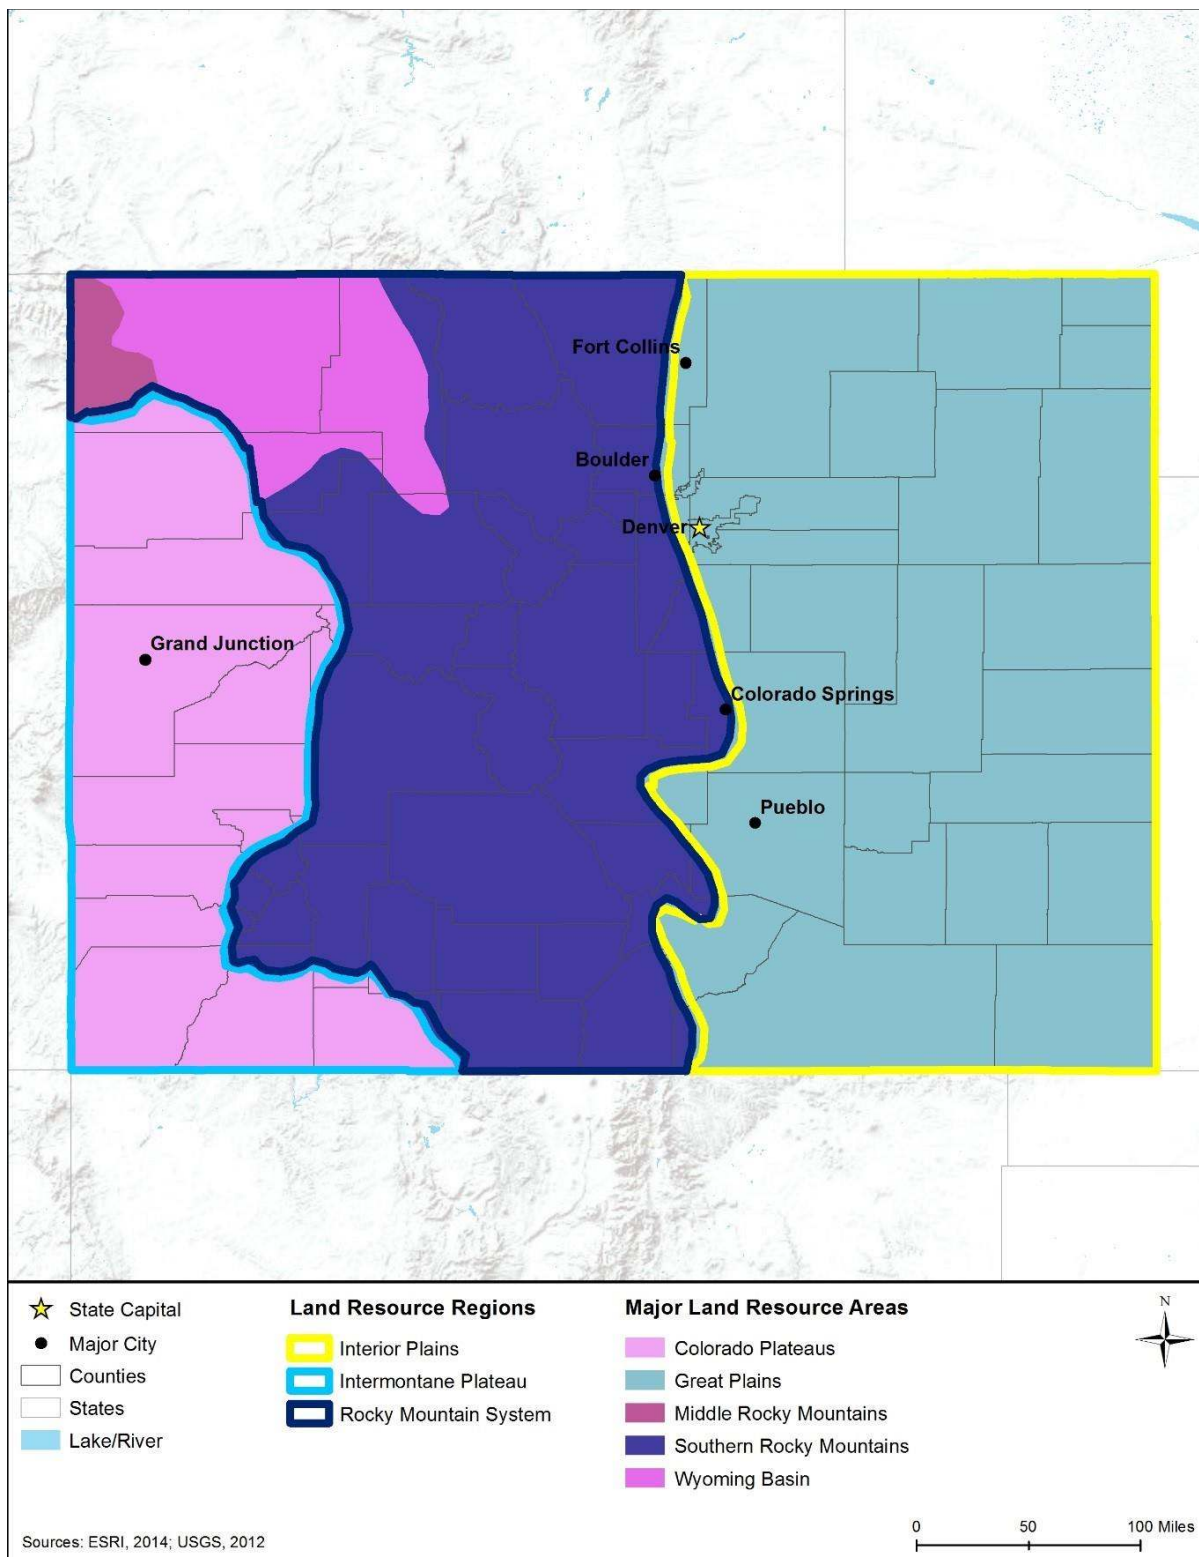 Fort Collins
Boulder
Denver
Grand Junction
Colorado Springs
Pueblo
State Capital
Major City
Counties
States
Lake/River
Land Resource Regions
Interior Plains
Intermontane Plateau
Rocky Mountain System
Major Land Resource Areas
Colorado Plateaus
Great Plains
Middle Rocky Mountains
Southern Rocky Mountains
Wyoming Basin
N
0 50 100 Miles
Sources: ESRI, 2014; USGS, 2012